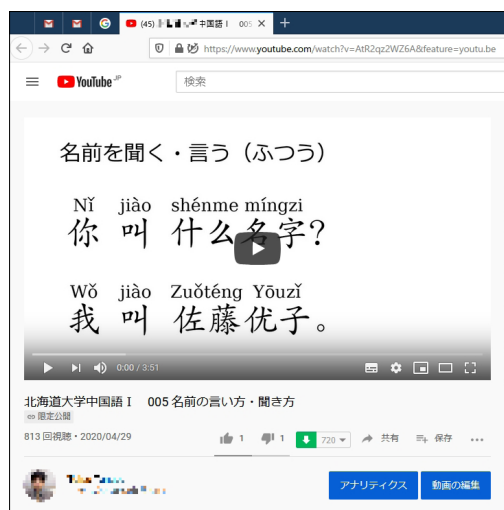 (45)
中国語 I 005
https://www.youtube.com/watch?v=AtR2qz2WZ6A&feature=youtu.be
YouTube JP
検索
名前を聞く・言う（ふつう）
Nǐ jiào shénme míngzi
你 叫 什么名字?
Wǒ jiào Zuǒténg Yōuzǐ
我 叫 佐藤优子。
0:00 / 3:51
北海道大学中国語Ⅰ 005 名前の言い方・聞き方
限定公開
813 回視聴・2020/04/29
1 1 720 共有 保存 ...
アナリティクス 動画の編集